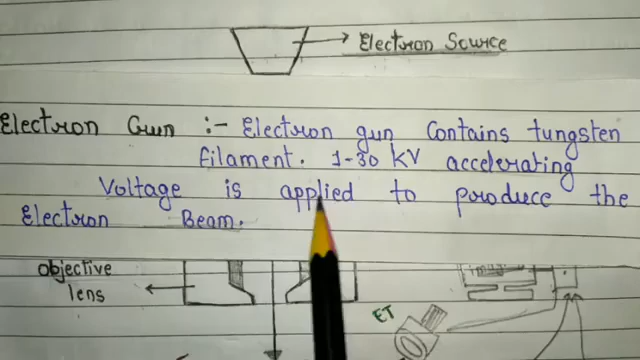 Electron Source
Electron Gun :- Electron gun contains tungsten
filament. 1-30 kV accelerating
Voltage is applied to produce the
Electron Beam.
objective
lens
ET